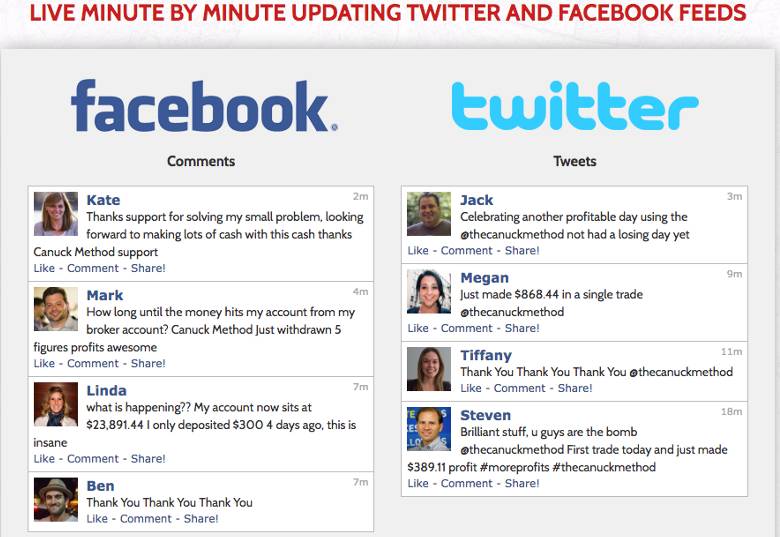 LIVE MINUTE BY MINUTE UPDATING TWITTER AND FACEBOOK FEEDS
facebook.
Comments
Kate 2m
Thanks support for solving my small problem, looking
forward to making lots of cash with this cash thanks
Canuck Method support
Like - Comment - Share!
Mark 4m
How long until the money hits my account from my
broker account? Canuck Method Just withdrawn 5
figures profits awesome
Like - Comment - Share!
Linda 7m
what is happening?? My account now sits at
$23,891.44 I only deposited $300 4 days ago, this is
insane
Like - Comment - Share!
Ben 7m
Thank You Thank You Thank You
Like - Comment - Share!
twitter
Tweets
Jack 3m
Celebrating another profitable day using the
@thecanuckmethod not had a losing day yet
Like - Comment - Share!
Megan 9m
Just made $868.44 in a single trade
@thecanuckmethod
Like - Comment - Share!
Tiffany 11m
Thank You Thank You Thank You @thecanuckmethod
Like - Comment - Share!
Steven 18m
Brilliant stuff, u guys are the bomb
@thecanuckmethod First trade today and just made
$389.11 profit #moreprofits #thecanuckmethod
Like - Comment - Share!